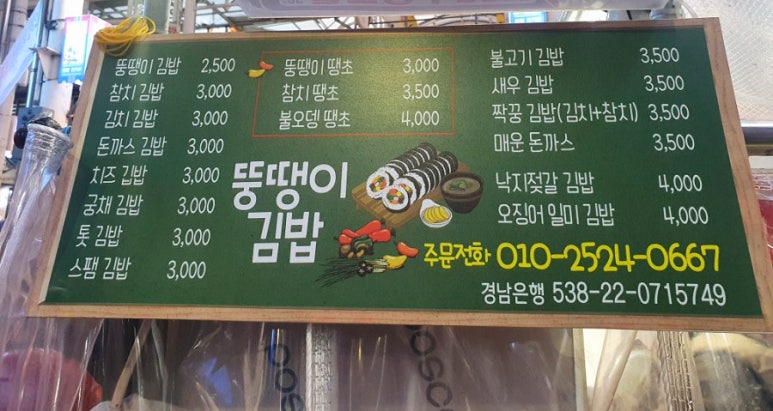 뚱땡이 김밥 2,500
참치 김밥 3,000
김치 김밥 3,000
돈까스 김밥 3,000
치즈 김밥 3,000
궁채 김밥 3,000
톳 김밥 3,000
스팸 김밥 3,000
뚱땡이 땡초 3,000
참치 땡초 3,500
불오뎅 땡초 4,000
뚱땡이
김밥
불고기 김밥 3,500
새우 김밥 3,500
짝꿍 김밥(김치+참치) 3,500
매운 돈까스 3,500
낙지젓갈 김밥 4,000
오징어 일미 김밥 4,000
주문전화 010-2524-0667
경남은행 538-22-0715749